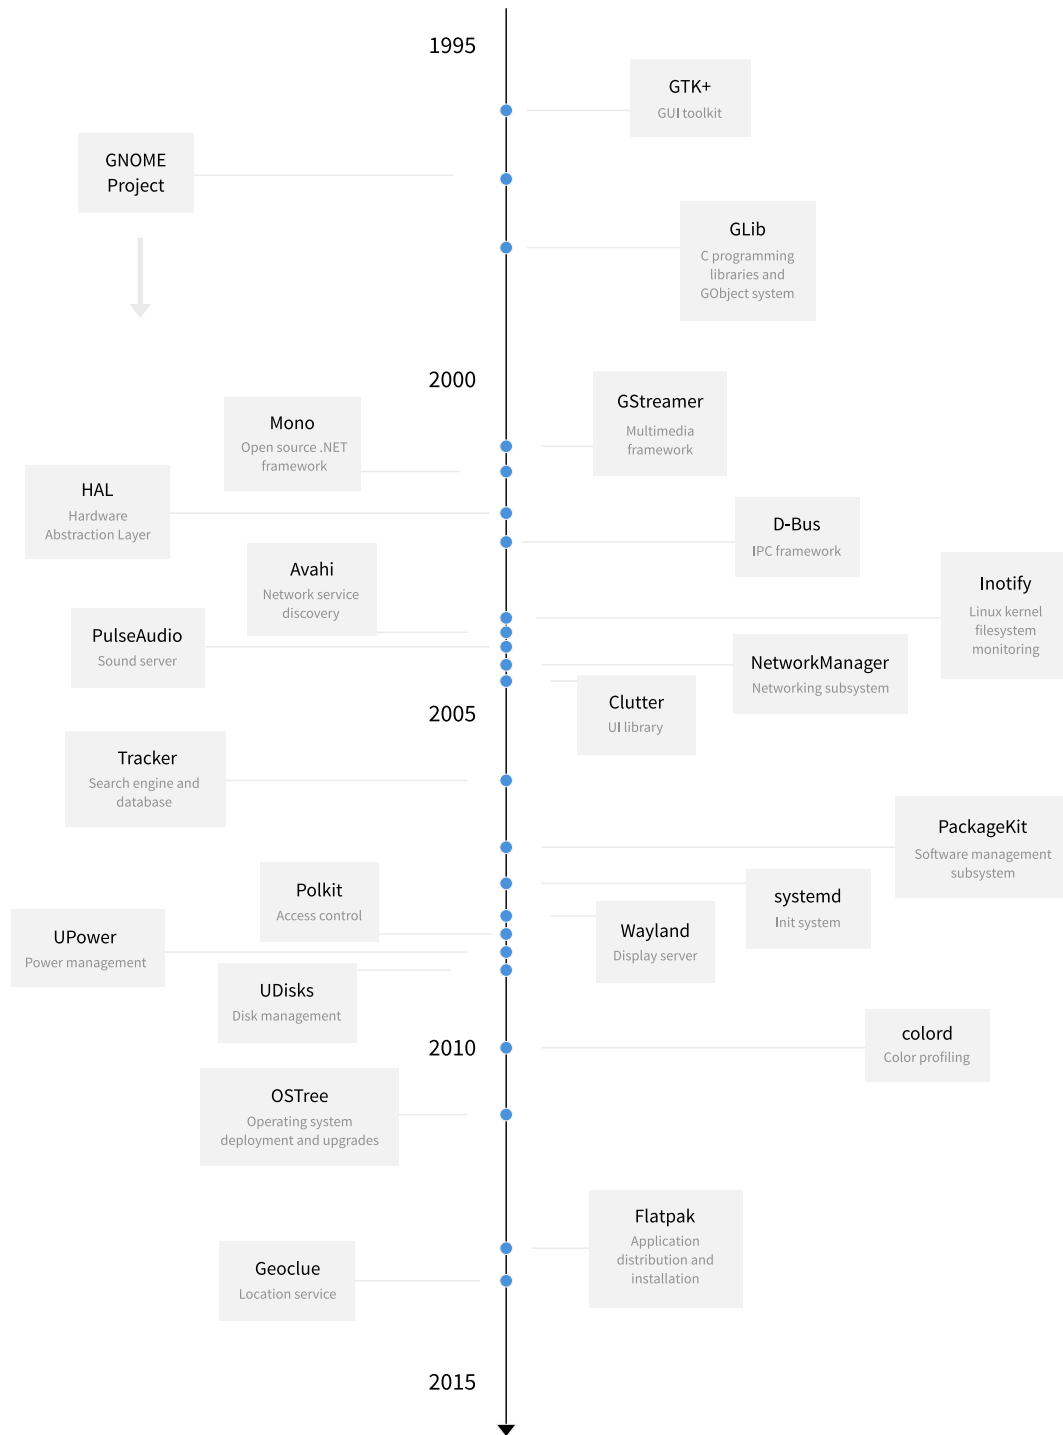 1995
GTK+
GUI toolkit
GNOME
Project
GLib
C programming
libraries and
GObject system
2000
GStreamer
Multimedia
framework
Mono
Open source .NET
framework
HAL
Hardware
Abstraction Layer
D-Bus
IPC framework
Avahi
Network service
discovery
Inotify
Linux kernel
filesystem
monitoring
PulseAudio
Sound server
NetworkManager
Networking subsystem
Clutter
UI library
2005
Tracker
Search engine and
database
PackageKit
Software management
subsystem
Polkit
Access control
systemd
Init system
UPower
Power management
Wayland
Display server
UDisks
Disk management
colord
Color profiling
2010
OSTree
Operating system
deployment and upgrades
Flatpak
Application
distribution and
installation
Geoclue
Location service
2015